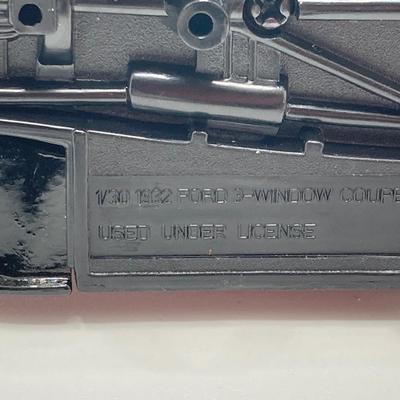 1/30 1932 FORD 3-WINDOW COUPE
USED UNDER LICENSE